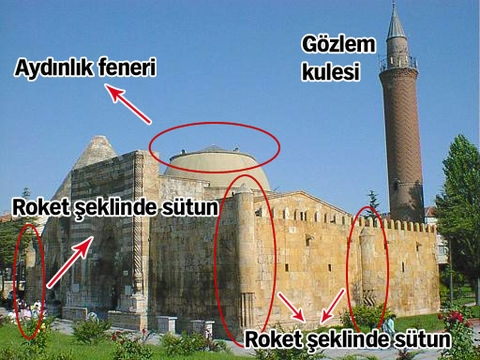 Aydınlık feneri
Gözlem
kulesi
Roket şeklinde sütun
Roket şeklinde sütun